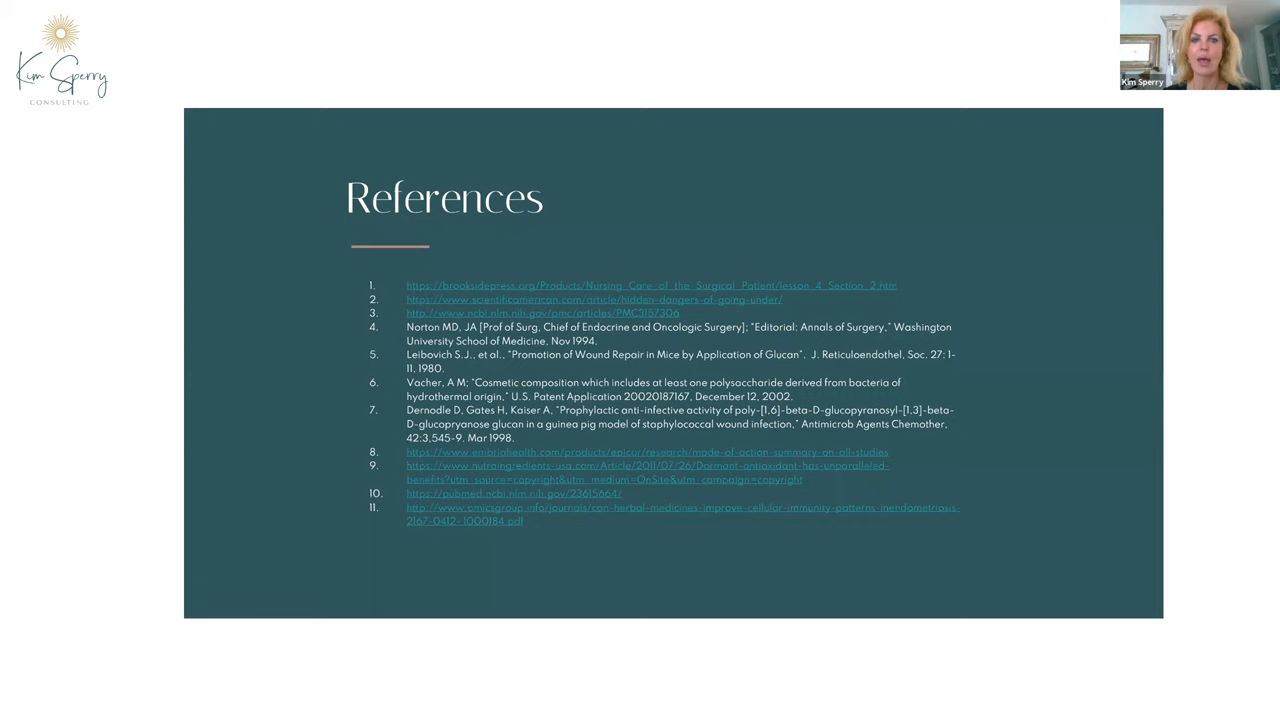 Kim Sperry
CONSULTING
Kim Sperry
References
1. https://brooksidepress.org/Products/Nursing_Care_of_the_Surgical_Patient/lesson_4_Section_2.htm
2. https://www.scientificamerican.com/article/hidden-dangers-of-going-under/
3. http://www.ncbi.nlm.nih.gov/pmc/articles/PMC3157306
4. Norton MD, JA [Prof of Surg, Chief of Endocrine and Oncologic Surgery]; "Editorial: Annals of Surgery," Washington
University School of Medicine, Nov 1994.
5. Leibovich S.J., et al., "Promotion of Wound Repair in Mice by Application of Glucan". J. Reticuloendothel, Soc. 27: 1-
11. 1980.
6. Vacher, A M; "Cosmetic composition which includes at least one polysaccharide derived from bacteria of
hydrothermal origin," U.S. Patent Application 20020187167, December 12, 2002.
7. Dernodle D, Gates H, Kaiser A, "Prophylactic anti-infective activity of poly-[1,6]-beta-D-glucopyranosyl-[1,3]-beta-
D-glucopryanose glucan in a guinea pig model of staphylococcal wound infection," Antimicrob Agents Chemother,
42:3,545-9. Mar 1998.
8. https://www.embriahealth.com/products/epicor/research/mode-of-action-summary-on-all-studies
9. https://www.nutraingredients-usa.com/Article/2011/07/26/Dormant-antioxidant-has-unparalleled-
benefits?utm_source=copyright&utm_medium=OnSite&utm_campaign=copyright
10. https://pubmed.ncbi.nlm.nih.gov/23615664/
11. http://www.omicsgroup.info/journals/can-herbal-medicines-improve-cellular-immunity-patterns-inendometriosis-
2167-0412- 1000184.pdf